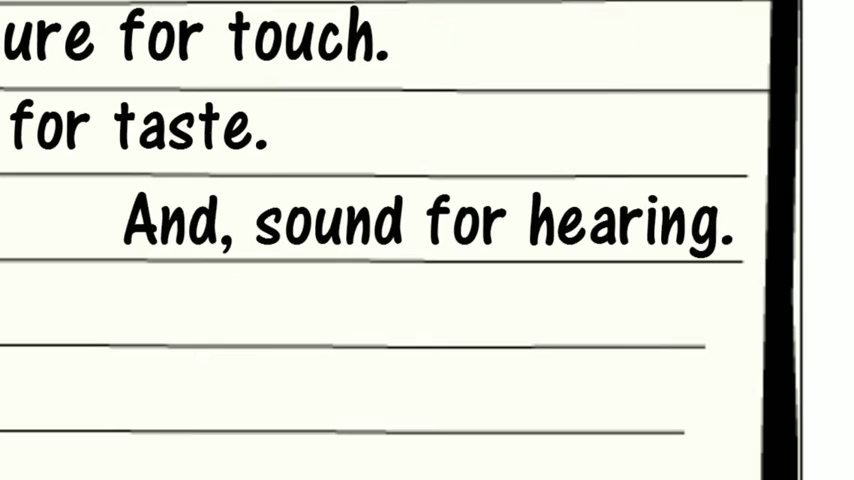 ure for touch.
for taste.
And, sound for hearing.